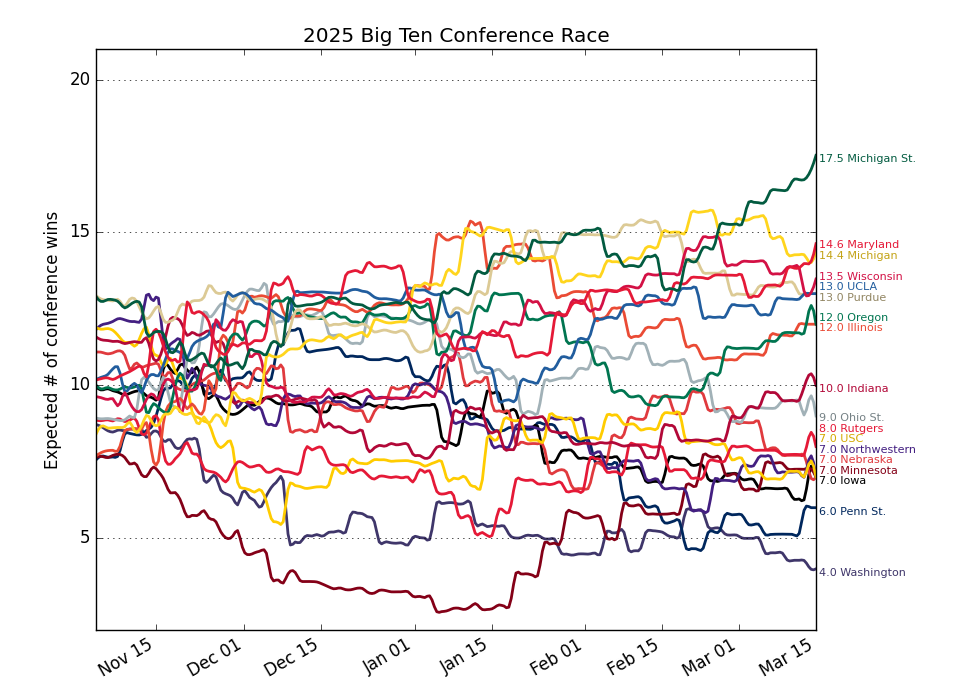 2025 Big Ten Conference Race
Expected # of conference wins
20
15
10
5
17.5 Michigan St.
14.6 Maryland
14.4 Michigan
13.5 Wisconsin
13.0 UCLA
13.0 Purdue
12.0 Oregon
12.0 Illinois
10.0 Indiana
9.0 Ohio St.
8.0 Rutgers
7.0 USC
7.0 Northwestern
7.0 Nebraska
7.0 Minnesota
7.0 Iowa
6.0 Penn St.
4.0 Washington
Nov 15
Dec 01
Dec 15
Jan 01
Jan 15
Feb 01
Feb 15
Mar 01
Mar 15